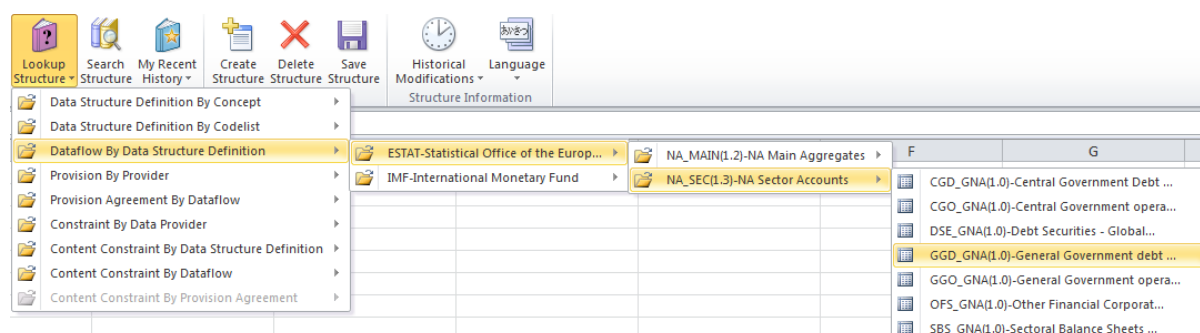 Lookup Structure
Search Structure
My Recent History
Create Structure
Delete Structure
Save Structure
Historical Modifications
Language
あいきつ
Structure Information
Data Structure Definition By Concept
Data Structure Definition By Codelist
Dataflow By Data Structure Definition
Provision By Provider
Provision Agreement By Dataflow
Constraint By Data Provider
Content Constraint By Data Structure Definition
Content Constraint By Dataflow
Content Constraint By Provision Agreement
ESTAT-Statistical Office of the Europ...
IMF-International Monetary Fund
NA_MAIN(1.2)-NA Main Aggregates
NA_SEC(1.3)-NA Sector Accounts
F
G
CGD_GNA(1.0)-Central Government Debt ...
CGO_GNA(1.0)-Central Government opera...
DSE_GNA(1.0)-Debt Securities - Global...
GGD_GNA(1.0)-General Government debt ...
GGO_GNA(1.0)-General Government opera...
OFS_GNA(1.0)-Other Financial Corporat...
SBS_GNA(1.0)-Sectoral Balance Sheets ...